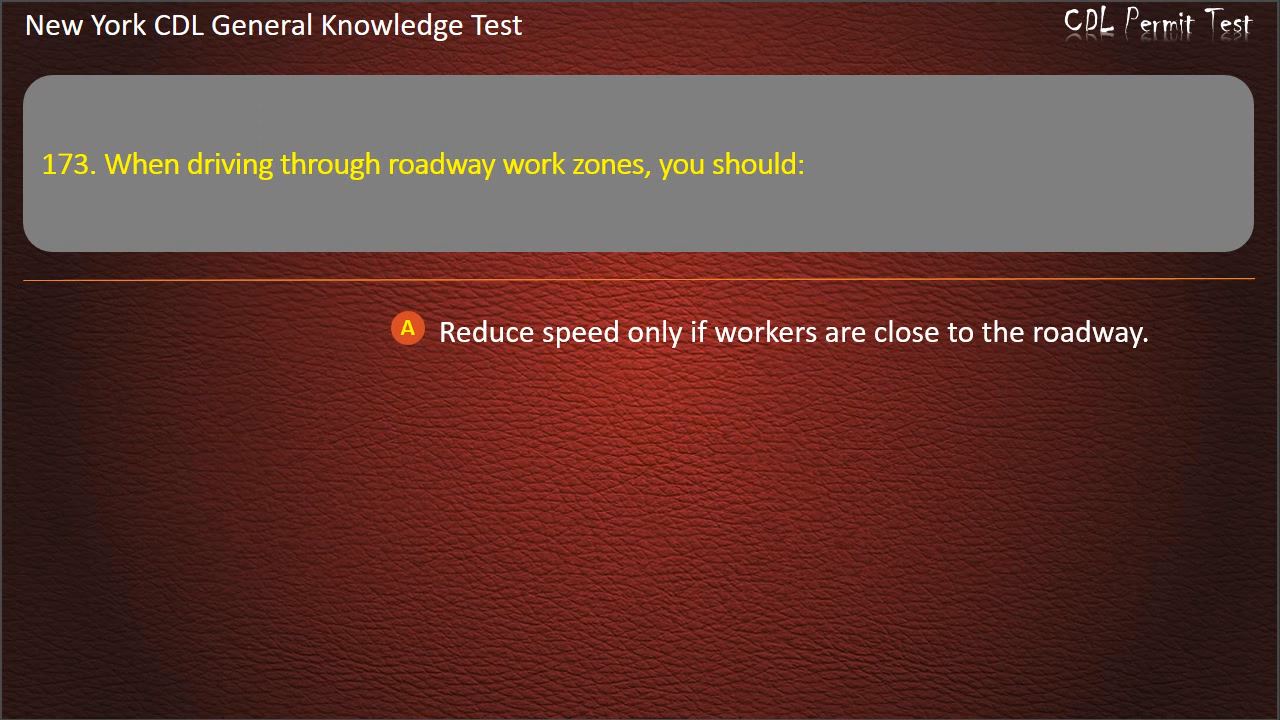 New York CDL General Knowledge Test
CDL Permit Test
173. When driving through roadway work zones, you should:
A Reduce speed only if workers are close to the roadway.